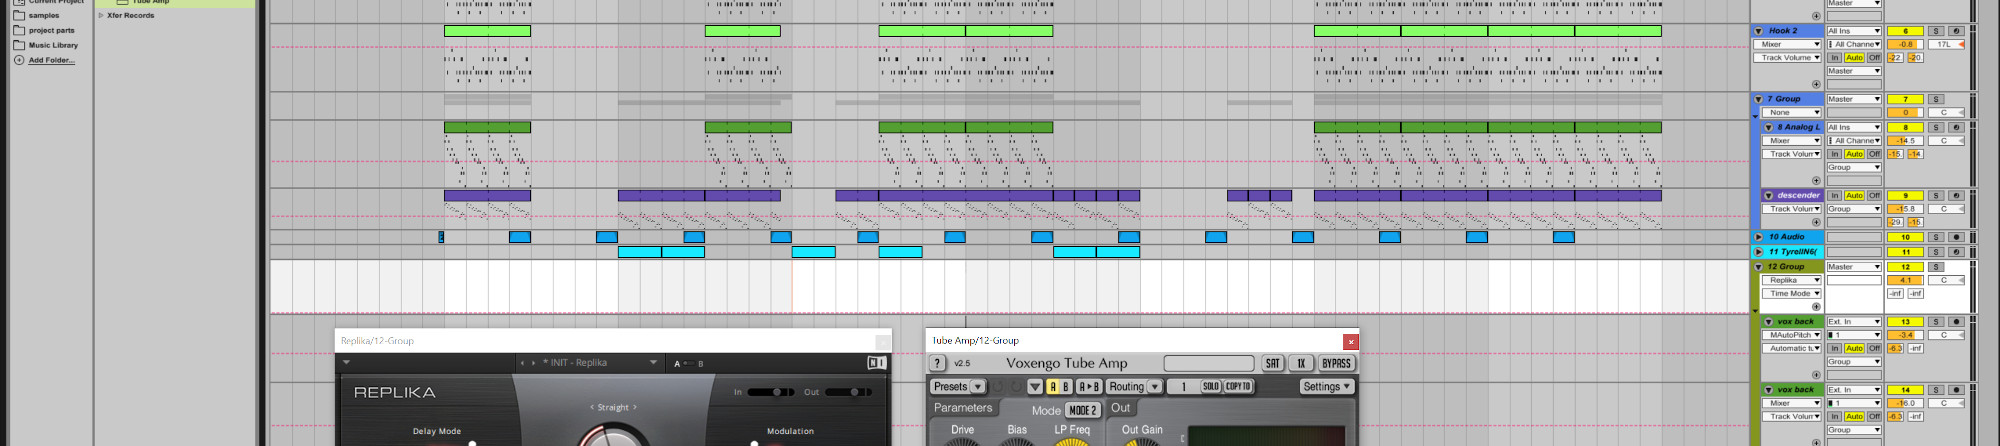 Current Project
Tube Amp
samples
Xfer Records
project parts
Music Library
Add Folder...
Master
Hook 2
All Ins
6
S
Mixer
All Channe
-0.8
17L
Track Volume
In Auto Off
-22.
-20.
Master
7 Group
Master
7
S
None
0
C
8 Analog L
All Ins
8
S
Mixer
All Channe
-14.5
C
Track Volun
In Auto Off
-15.
-14.
Group
descender
In Auto Off
9
S
Track Volun
Group
-15.8
C
-29.
-15.
10 Audio
10
S
11 TyrellN6(
11
S
12 Group
Master
12
S
Replika
4.1
C
Time Mode
-inf
-inf
vox back
Ext. In
13
S
MAutoPitch
1
-3.4
C
Automatic tu
In Auto Off
-6.3
-inf
Group
vox back
Ext. In
14
S
Mixer
1
-16.0
C
Track Volun
In Auto Off
-6.3
-inf
Group
Replika/12-Group
INIT - Replika
A B
REPLIKA
In
Out
Straight
Delay Mode
Modulation
Tube Amp/12-Group
? v2.5 Voxengo Tube Amp SAT 1X BYPASS
Presets A B A▸B Routing 1 SOLO COPY TO Settings
Parameters Mode MODE 2 Out
Drive Bias LP Freq Out Gain